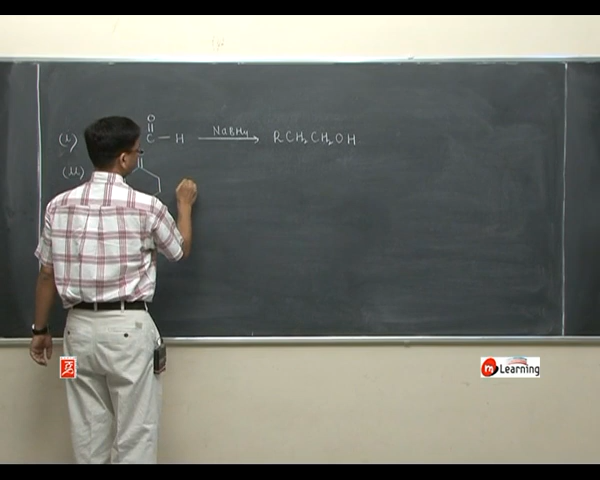 (i) O
C — H NaBH4 RCH2CH2OH
(ii)
m Learning